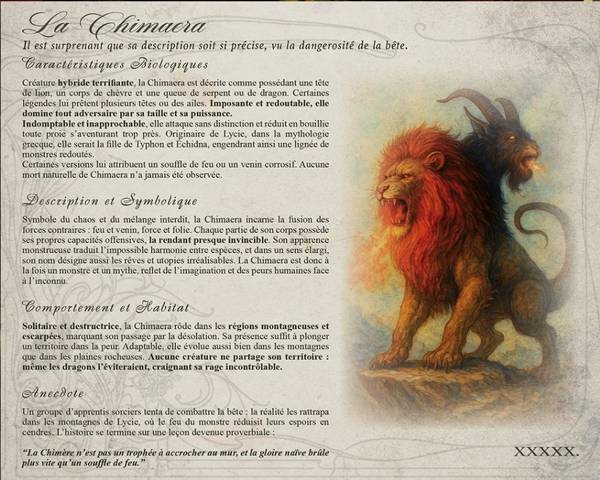 La Chimaera
Il est surprenant que sa description soit si précise, vu la dangerosité de la bête.
Caractéristiques Biologiques
Créature hybride terrifiante, la Chimaera est décrite comme possédant une tête
de lion, un corps de chèvre et une queue de serpent ou de dragon. Certaines
légendes lui prêtent plusieurs têtes ou des ailes. Imposante et redoutable, elle
domine tout adversaire par sa taille et sa puissance.
Indomptable et inapprochable, elle attaque sans distinction et réduit en bouillie
toute proie s'aventurant trop près. Originaire de Lycie, dans la mythologie
grecque, elle serait la fille de Typhon et Échidna, engendrant ainsi une lignée de
monstres redoutés.
Certaines versions lui attribuent un souffle de feu ou un venin corrosif. Aucune
mort naturelle de Chimaera n'a jamais été observée.
Description et Symbolique
Symbole du chaos et du mélange interdit, la Chimaera incarne la fusion des
forces contraires : feu et venin, force et folie. Chaque partie de son corps possède
ses propres capacités offensives, la rendant presque invincible. Son apparence
monstrueuse traduit l'impossible harmonie entre espèces, et dans un sens élargi,
son nom désigne aussi les rêves et utopies irréalisables. La Chimaera est donc à
la fois un monstre et un mythe, reflet de l'imagination et des peurs humaines face
à l'inconnu.
Comportement et Habitat
Solitaire et destructrice, la Chimaera rôde dans les régions montagneuses et
escarpées, marquant son passage par la désolation. Sa présence suffit à plonger
un territoire dans la peur. Adaptable, elle évolue aussi bien dans les montagnes
que dans les plaines rocheuses. Aucune créature ne partage son territoire :
même les dragons l'éviteraient, craignant sa rage incontrôlable.
Anecdote
Un groupe d'apprentis sorciers tenta de combattre la bête : la réalité les rattrapa
dans les montagnes de Lycie, où le feu du monstre réduisit leurs espoirs en
cendres. L'histoire se termine sur une leçon devenue proverbiale :
“La Chimère n'est pas un trophée à accrocher au mur, et la gloire naïve brûle
plus vite qu'un souffle de feu.”
XXXXX.